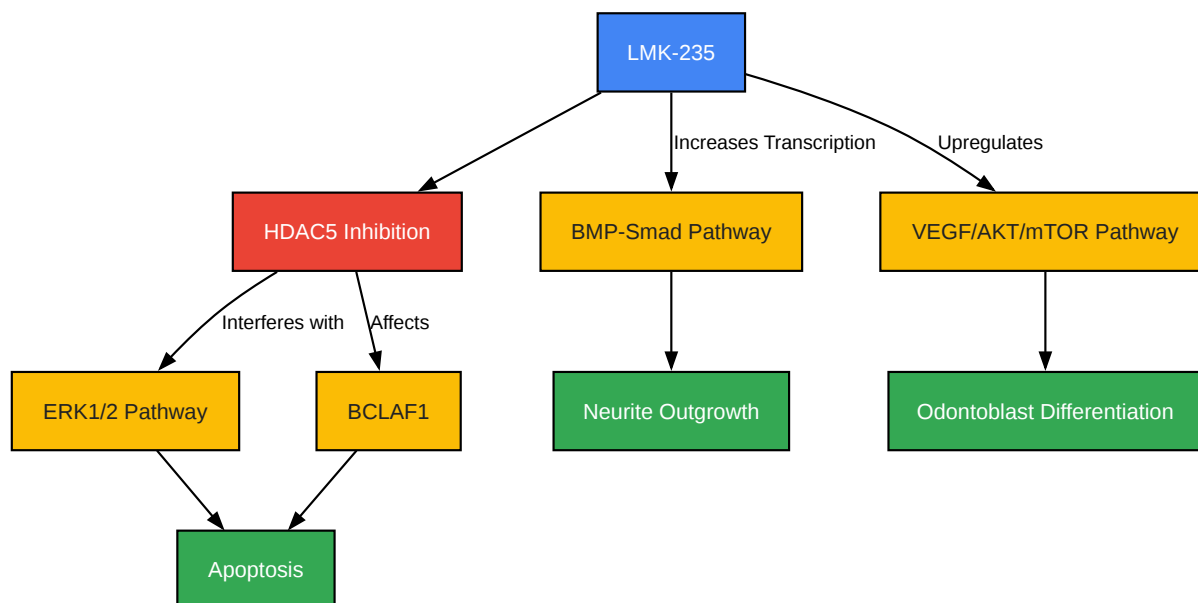 LMK-235
Increases Transcription
Upregulates
HDAC5 Inhibition
BMP-Smad Pathway
VEGF/AKT/mTOR Pathway
Interferes with
Affects
ERK1/2 Pathway
BCLAF1
Neurite Outgrowth
Odontoblast Differentiation
Apoptosis